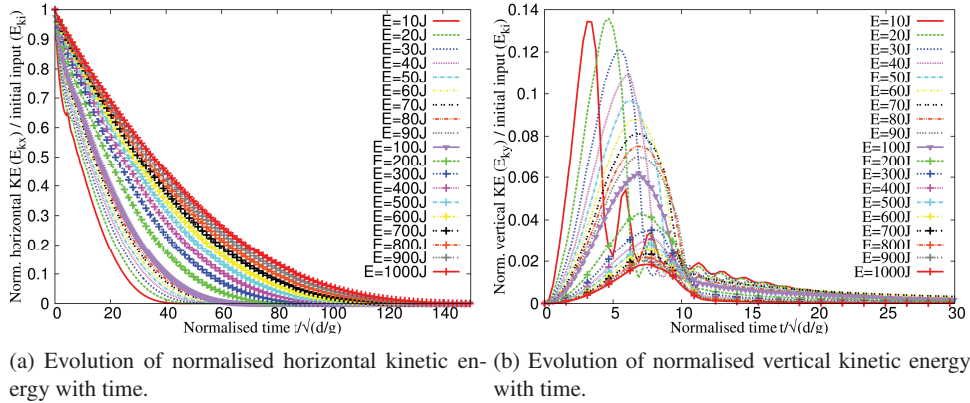 Norm. horizontal KE (E_kx) / initial input (E_ki)
1
0.9
0.8
0.7
0.6
0.5
0.4
0.3
0.2
0.1
0
0 20 40 60 80 100 120 140
Normalised time t/√(d/g)
E=10J
E=20J
E=30J
E=40J
E=50J
E=60J
E=70J
E=80J
E=90J
E=100J
E=200J
E=300J
E=400J
E=500J
E=600J
E=700J
E=800J
E=900J
E=1000J
Norm. vertical KE (E_ky) / initial input (E_ki)
0.14
0.12
0.1
0.08
0.06
0.04
0.02
0
0 5 10 15 20 25 30
Normalised time t/√(d/g)
E=10J
E=20J
E=30J
E=40J
E=50J
E=60J
E=70J
E=80J
E=90J
E=100J
E=200J
E=300J
E=400J
E=500J
E=600J
E=700J
E=800J
E=900J
E=1000J
(a) Evolution of normalised horizontal kinetic en-
ergy with time.
(b) Evolution of normalised vertical kinetic energy
with time.